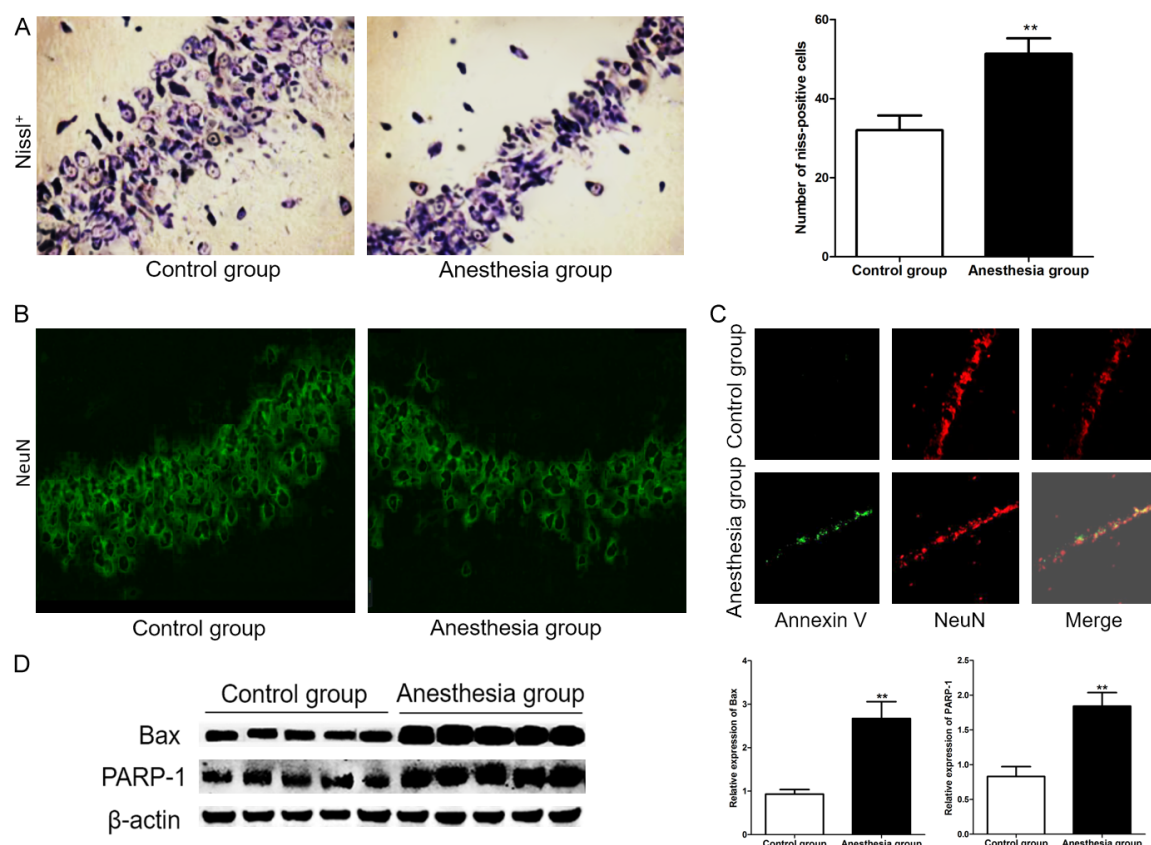 A
Nissl+
Control group
Anesthesia group
Number of niss-positive cells
60
40
20
0
**
Control group
Anesthesia group
B
NeuN
Control group
Anesthesia group
C
Control group
Anesthesia group
Annexin V
NeuN
Merge
D
Control group
Anesthesia group
Bax
PARP-1
β-actin
Relative expression of Bax
4
3
2
1
0
**
Control group
Anesthesia group
Relative expression of PARP-1
2.5
2.0
1.5
1.0
0.5
0.0
**
Control group
Anesthesia group